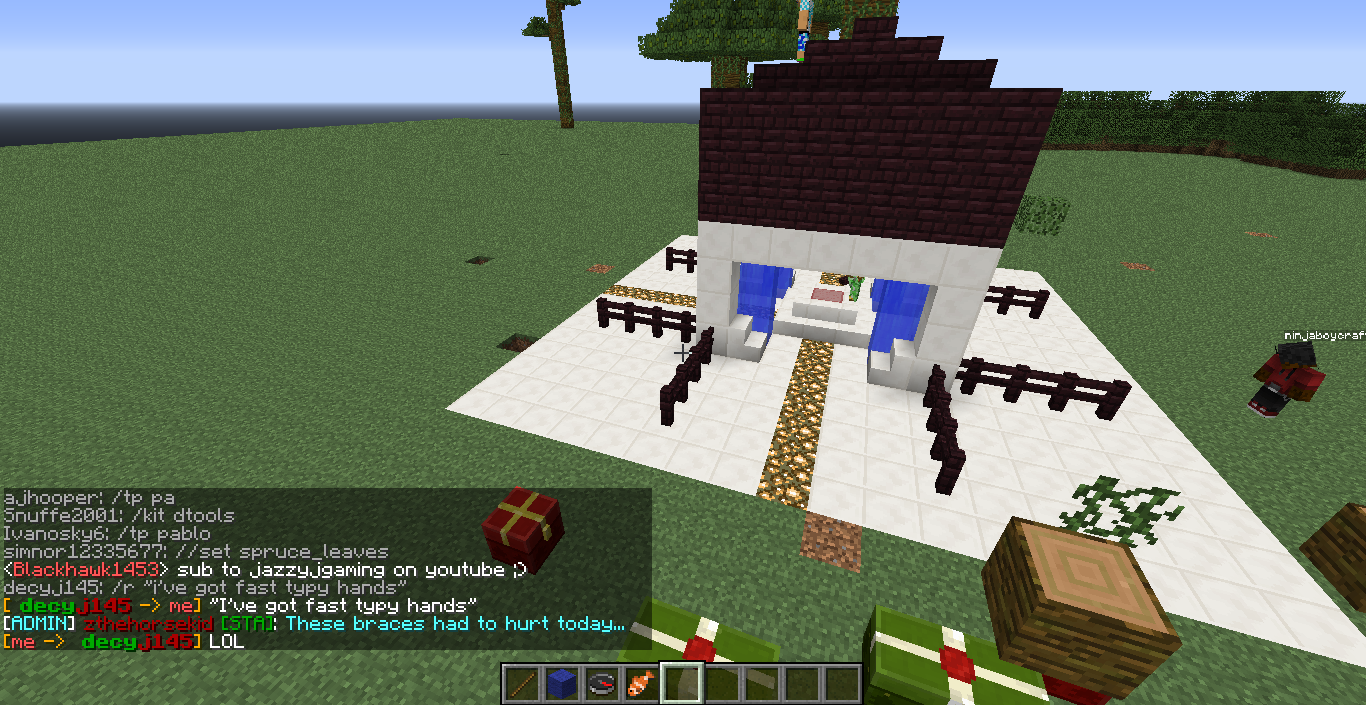 ninjaboycraft
ajhooper: /tp pa
Snuffe2001: /kit dtools
Ivanosky6: /tp pablo
simnor12335677: //set spruce_leaves
<Blackhawk1453> sub to jazzyjgaming on youtube ;)
decyj145: /r "i've got fast typy hands"
[ decyj145 -> me] "I've got fast typy hands"
[ADMIN] zthehorsekid [STA]: These braces had to hurt today...
[me -> decyj145] LOL